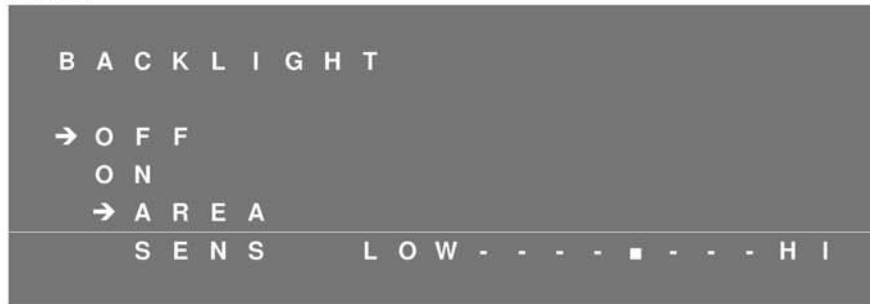 BACKLIGHT
➔ OFF
ON
➔ AREA
SENS LOW----■---HI